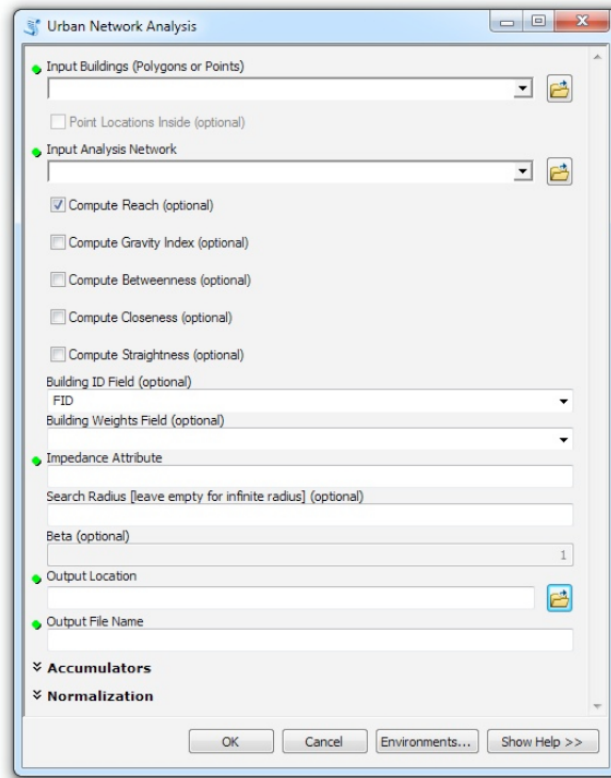 Urban Network Analysis
Input Buildings (Polygons or Points)
Point Locations Inside (optional)
Input Analysis Network
Compute Reach (optional)
Compute Gravity Index (optional)
Compute Betweenness (optional)
Compute Closeness (optional)
Compute Straightness (optional)
Building ID Field (optional)
FID
Building Weights Field (optional)
Impedance Attribute
Search Radius [leave empty for infinite radius] (optional)
Beta (optional)
1
Output Location
Output File Name
Accumulators
Normalization
OK Cancel Environments... Show Help >>